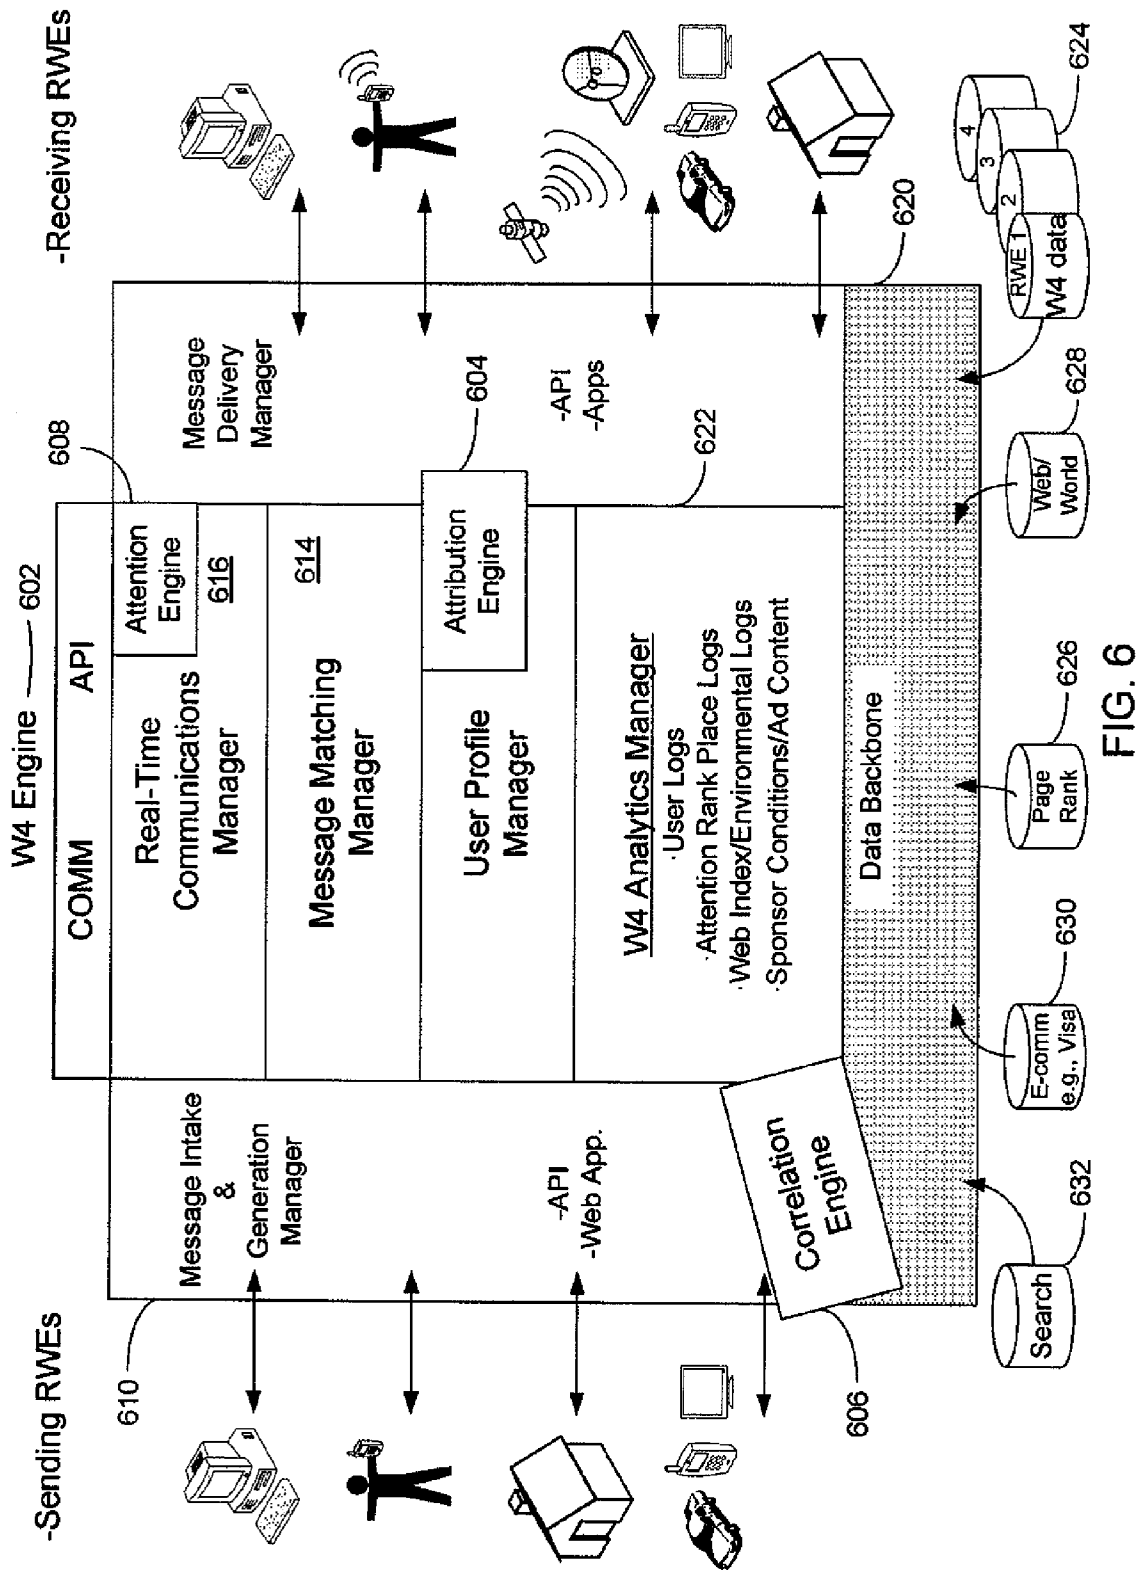 W4 Engine 602
-Sending RWEs
-Receiving RWEs
COMM API
610
Message Intake
&
Generation
Manager
-API
-Web App.
Real-Time
Communications
Manager
616
Attention
Engine
608
Message Matching
Manager
614
User Profile
Manager
Attribution
Engine
604
W4 Analytics Manager
·User Logs
·Attention Rank Place Logs
·Web Index/Environmental Logs
·Sponsor Conditions/Ad Content
622
Message
Delivery
Manager
-API
-Apps
620
Correlation
Engine
606
Data Backbone
Search
632
E-comm
e.g., Visa
630
Page
Rank
626
Web/
World
628
RWE 1
W4 data
2
3
4
624
FIG. 6